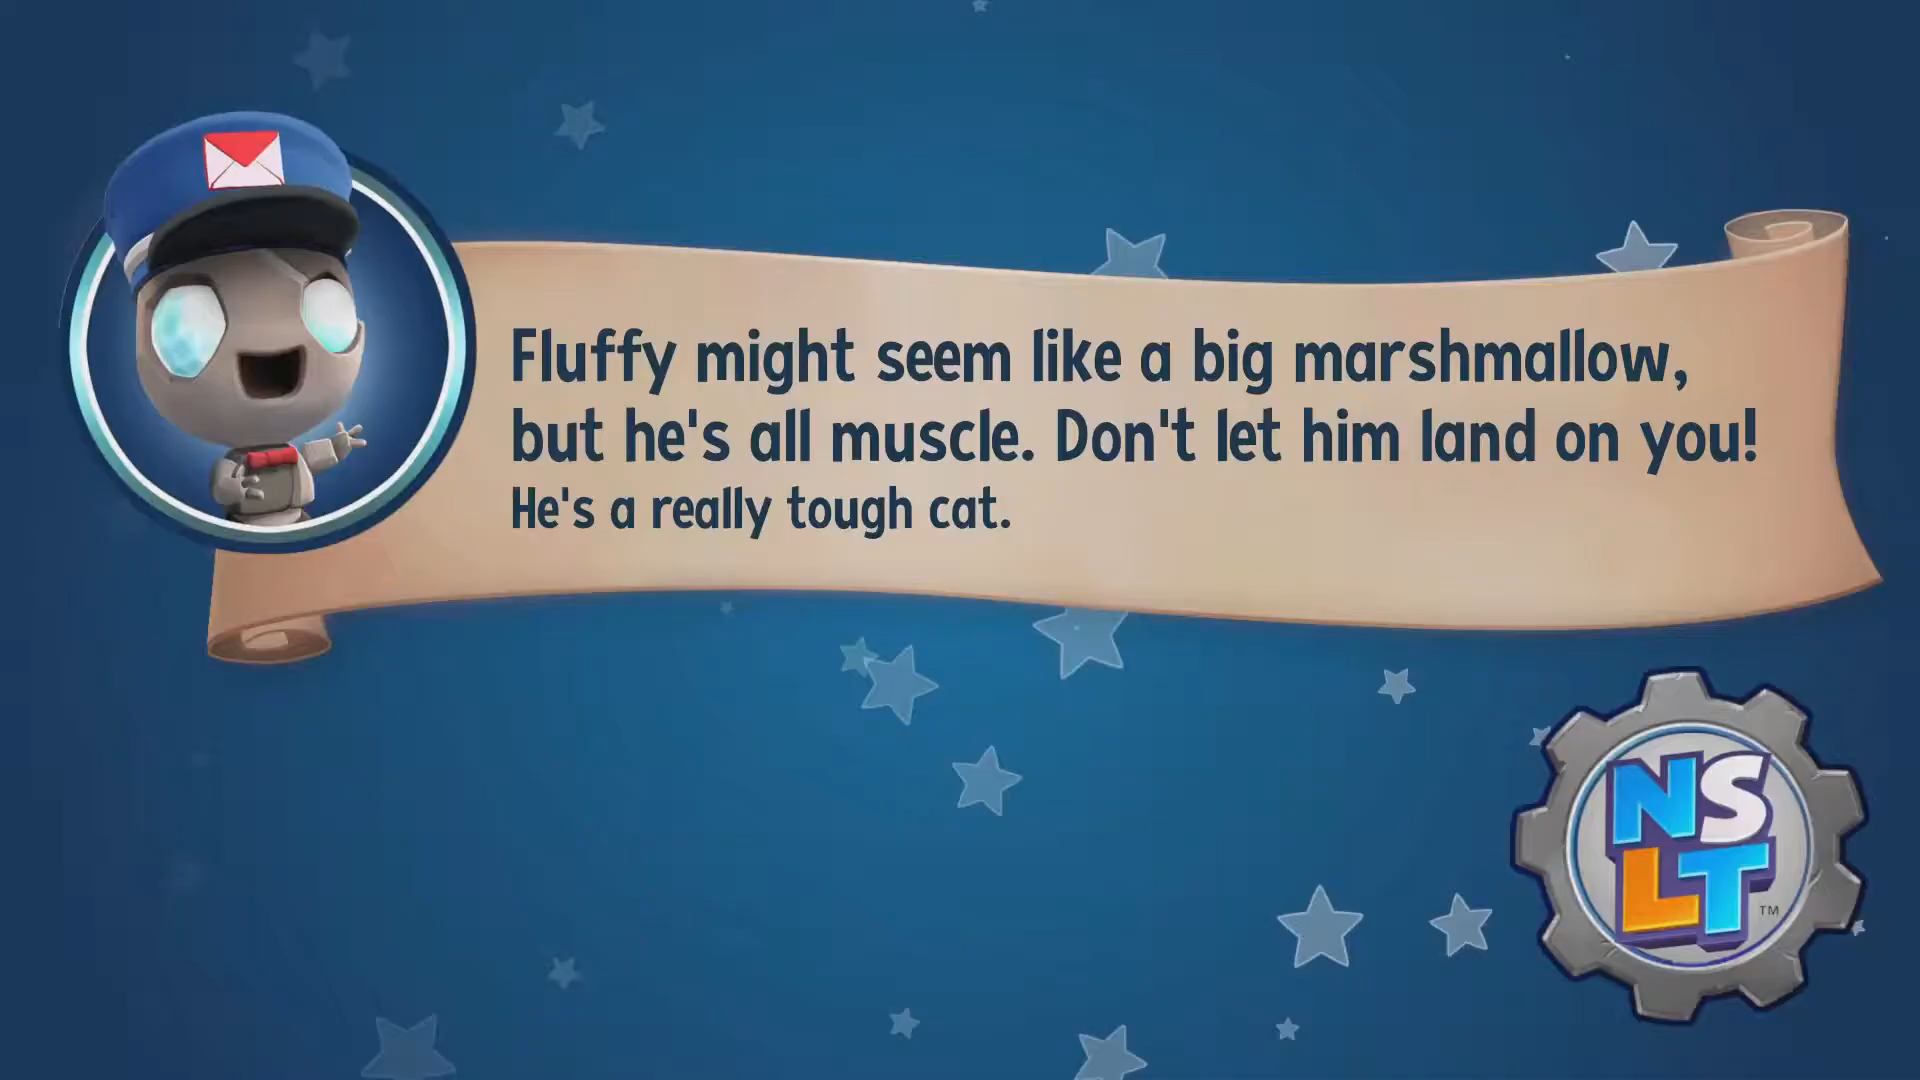 Fluffy might seem like a big marshmallow,
but he's all muscle. Don't let him land on you!
He's a really tough cat.
NS
LT
TM